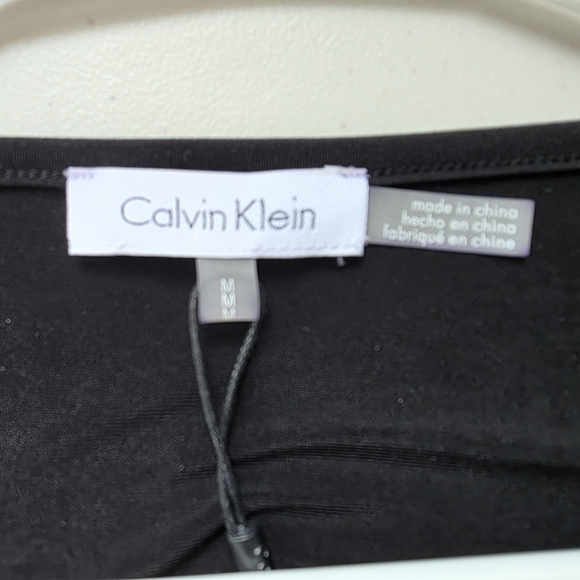 Calvin Klein
made in china
hecho en china
fabriqué en chine
M
M
M